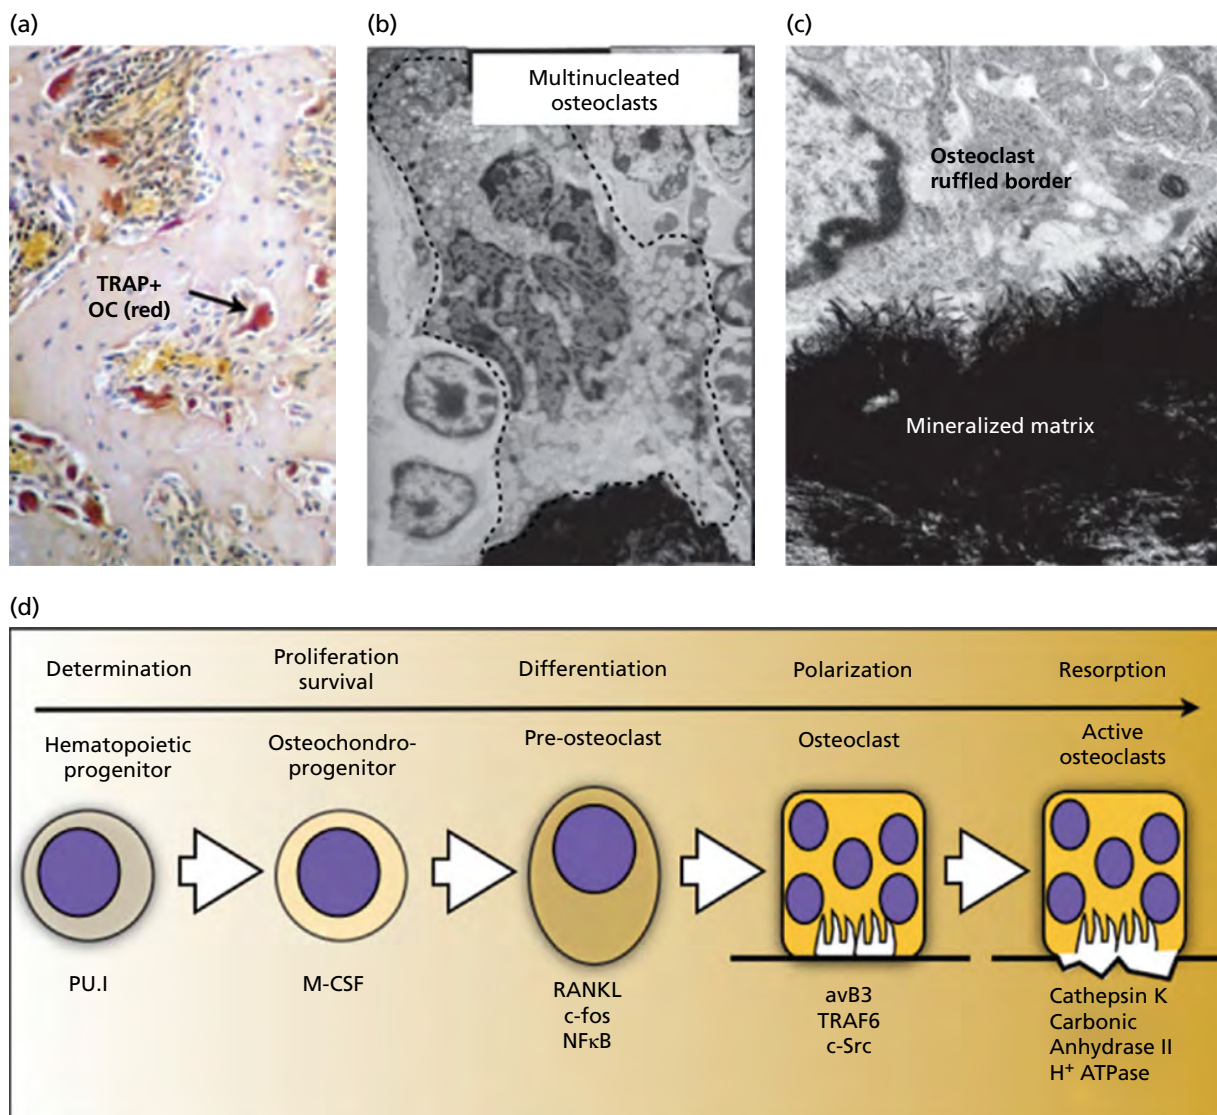 (a)
(b)
(c)
TRAP+
OC (red)
Multinucleated
osteoclasts
Osteoclast
ruffled border
Mineralized matrix
(d)
Determination
Proliferation
survival
Differentiation
Polarization
Resorption
Hematopoietic
progenitor
Osteochondro-
progenitor
Pre-osteoclast
Osteoclast
Active
osteoclasts
PU.I
M-CSF
RANKL
c-fos
NFκB
avB3
TRAF6
c-Src
Cathepsin K
Carbonic
Anhydrase II
H⁺ ATPase